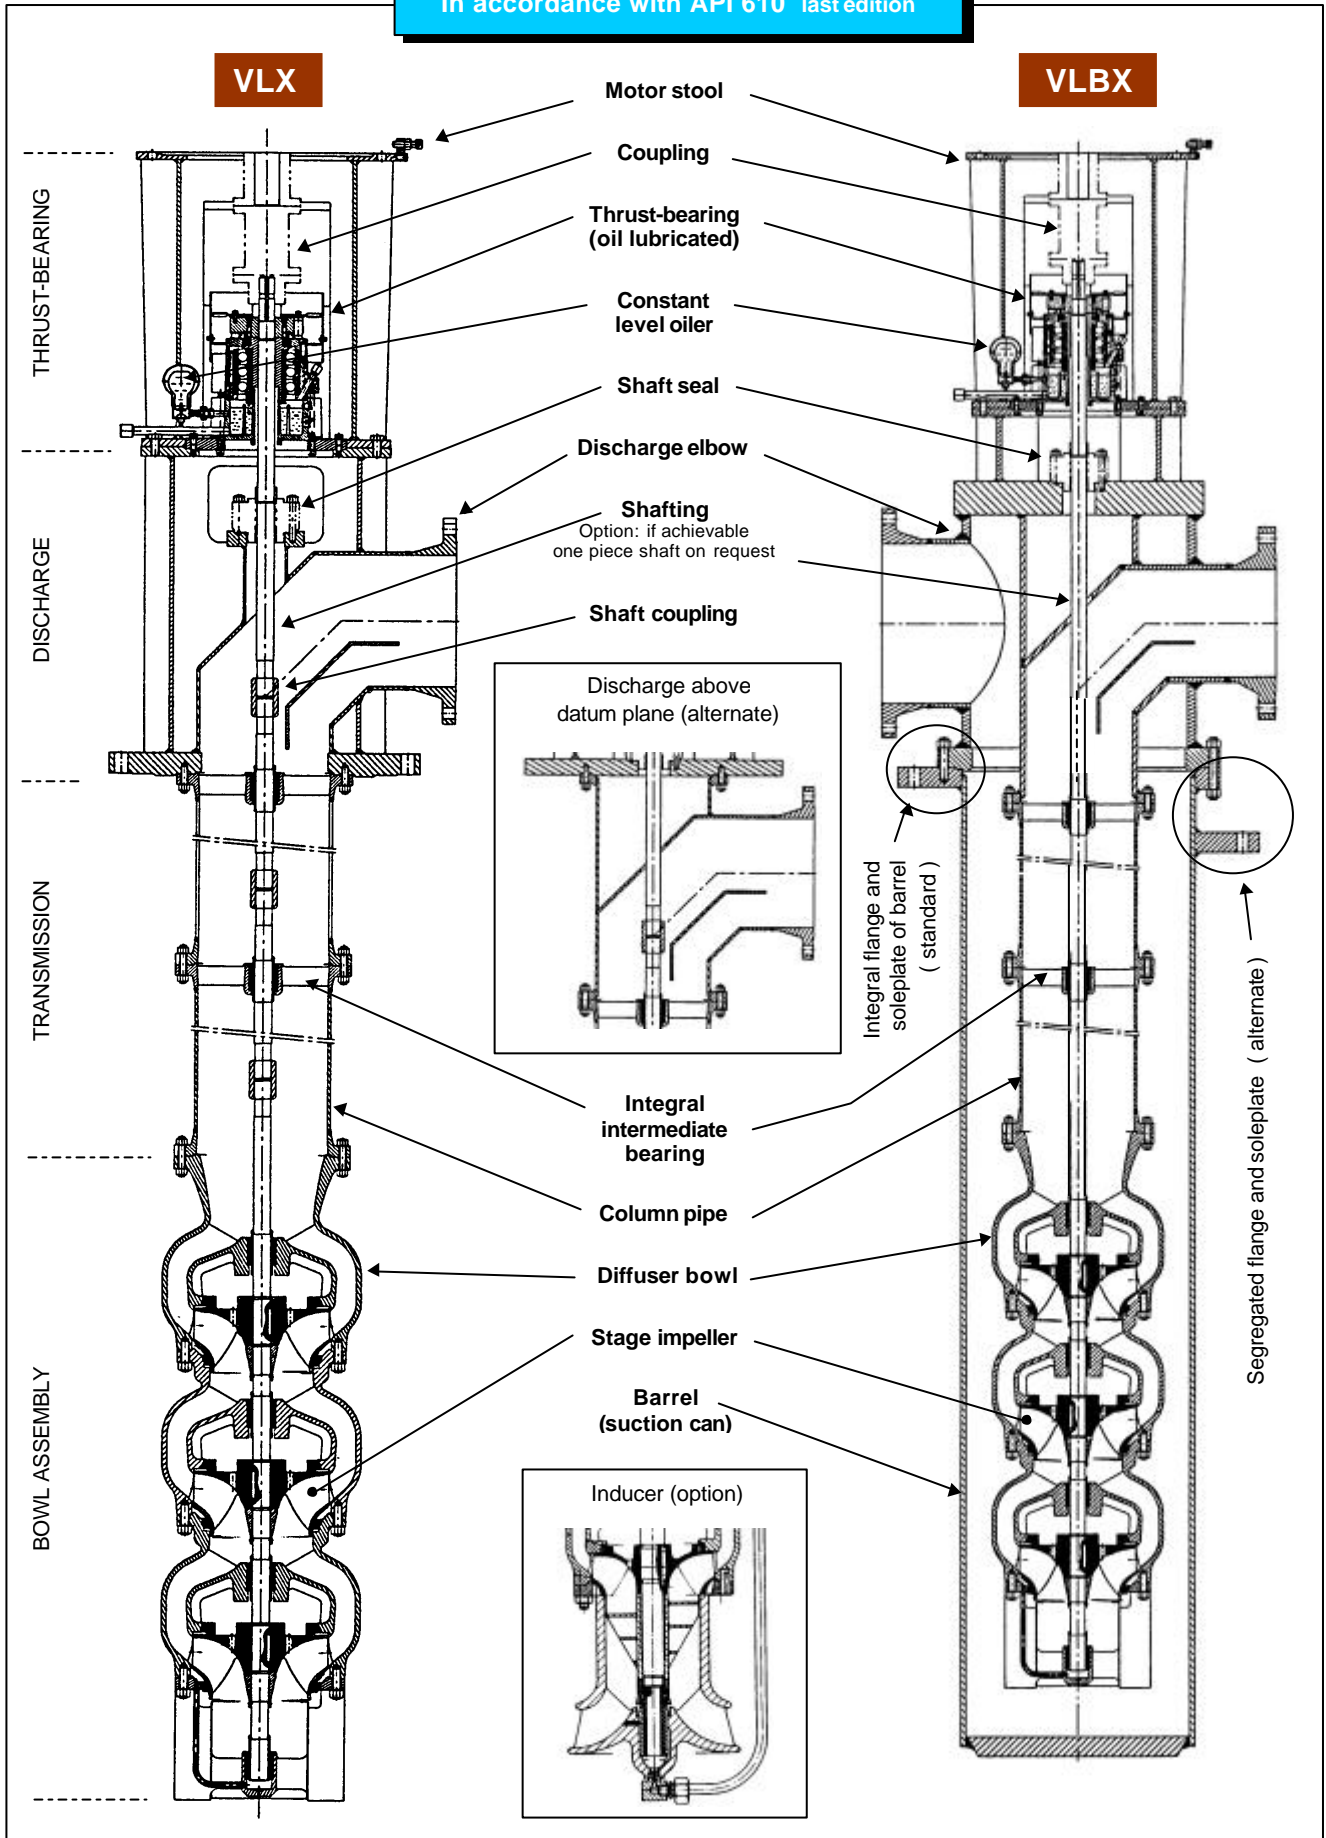 in accordance with API 610 last edition
VLX
VLBX
Motor stool
Coupling
Thrust-bearing
(oil lubricated)
Constant
level oiler
Shaft seal
Discharge elbow
Shafting
Option: if achievable
one piece shaft on request
Shaft coupling
Discharge above
datum plane (alternate)
Integral
intermediate
bearing
Column pipe
Diffuser bowl
Stage impeller
Barrel
(suction can)
Inducer (option)
THRUST-BEARING
DISCHARGE
TRANSMISSION
BOWL ASSEMBLY
Integral flange and
soleplate of barrel
( standard )
Segregated flange and soleplate ( alternate )